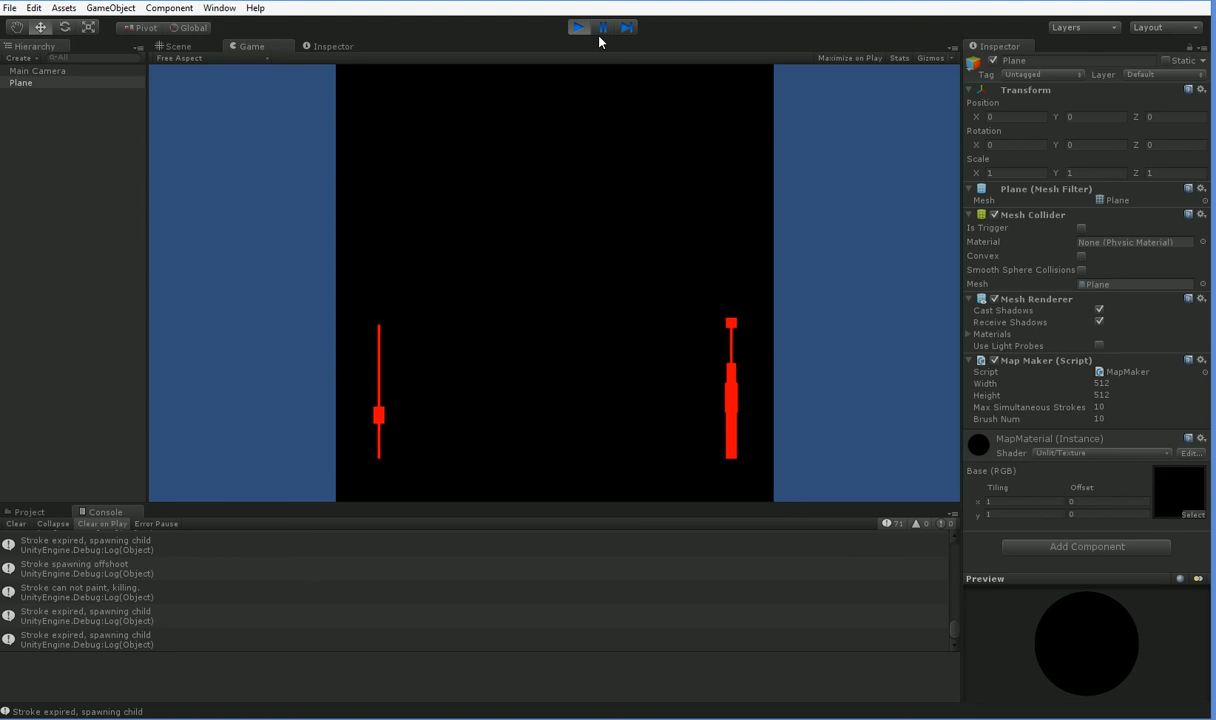 File Edit Assets GameObject Component Window Help
Pivot Global Layers Layout
Hierarchy Scene Game Inspector Inspector
Create All Free Aspect Maximize on Play Stats Gizmos
Main Camera
Plane
Plane Static
Tag Untagged Layer Default
Transform
Position
X 0 Y 0 Z 0
Rotation
X 0 Y 0 Z 0
Scale
X 1 Y 1 Z 1
Plane (Mesh Filter)
Mesh Plane
Mesh Collider
Is Trigger
Material None (Physic Material)
Convex
Smooth Sphere Collisions
Mesh Plane
Mesh Renderer
Cast Shadows
Receive Shadows
Materials
Use Light Probes
Map Maker (Script)
Script MapMaker
Width 512
Height 512
Max Simultaneous Strokes 10
Brush Num 10
MapMaterial (Instance)
Shader Unlit/Texture Edit...
Base (RGB)
Tiling Offset
x 1 0
y 1 0
Select
Add Component
Preview
Project Console
Clear Collapse Clear on Play Error Pause 71 0 0
Stroke expired, spawning child
UnityEngine.Debug:Log(Object)
Stroke spawning offshoot
UnityEngine.Debug:Log(Object)
Stroke can not paint, killing.
UnityEngine.Debug:Log(Object)
Stroke expired, spawning child
UnityEngine.Debug:Log(Object)
Stroke expired, spawning child
UnityEngine.Debug:Log(Object)
Stroke expired, spawning child